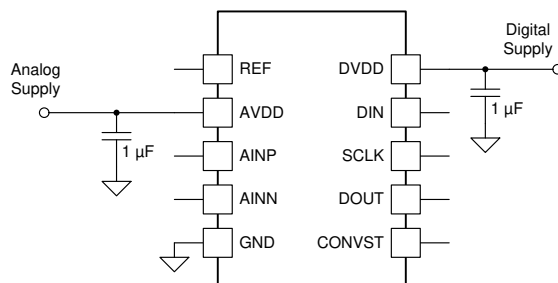 Digital
Supply
Analog
Supply
REF
DVDD
AVDD
DIN
1 µF
1 µF
AINP
SCLK
AINN
DOUT
GND
CONVST